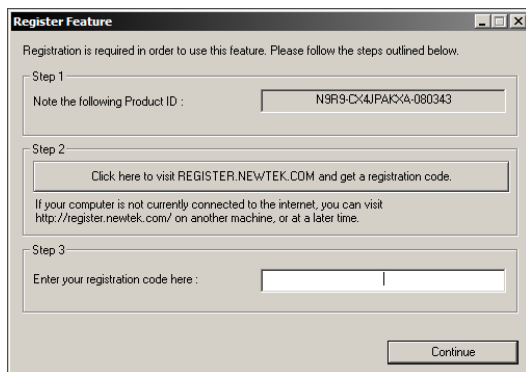 Register Feature
Registration is required in order to use this feature. Please follow the steps outlined below.
Step 1
Note the following Product ID :
N9R9-CX4JPAKXA-080343
Step 2
Click here to visit REGISTER.NEWTEK.COM and get a registration code.
If your computer is not currently connected to the internet, you can visit
http://register.newtek.com/ on another machine, or at a later time.
Step 3
Enter your registration code here :
Continue